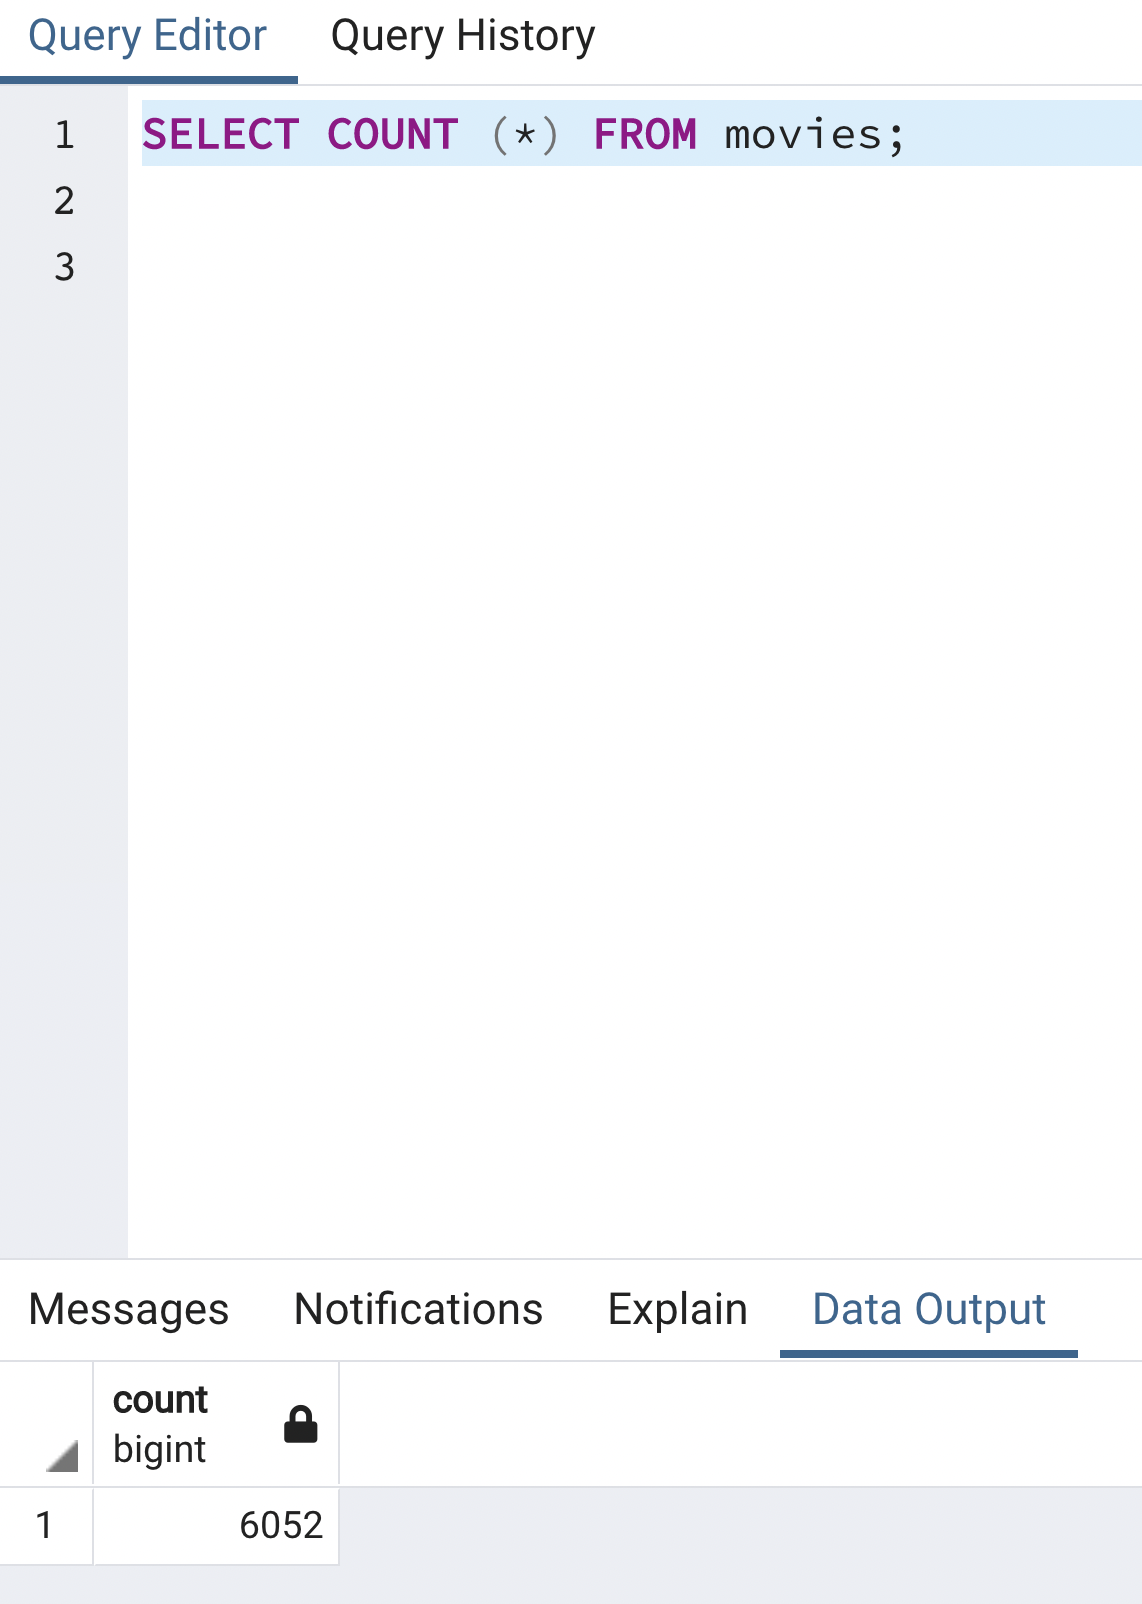 Query Editor Query History
1 SELECT COUNT (*) FROM movies;
2
3
Messages Notifications Explain Data Output
count
bigint
1 6052